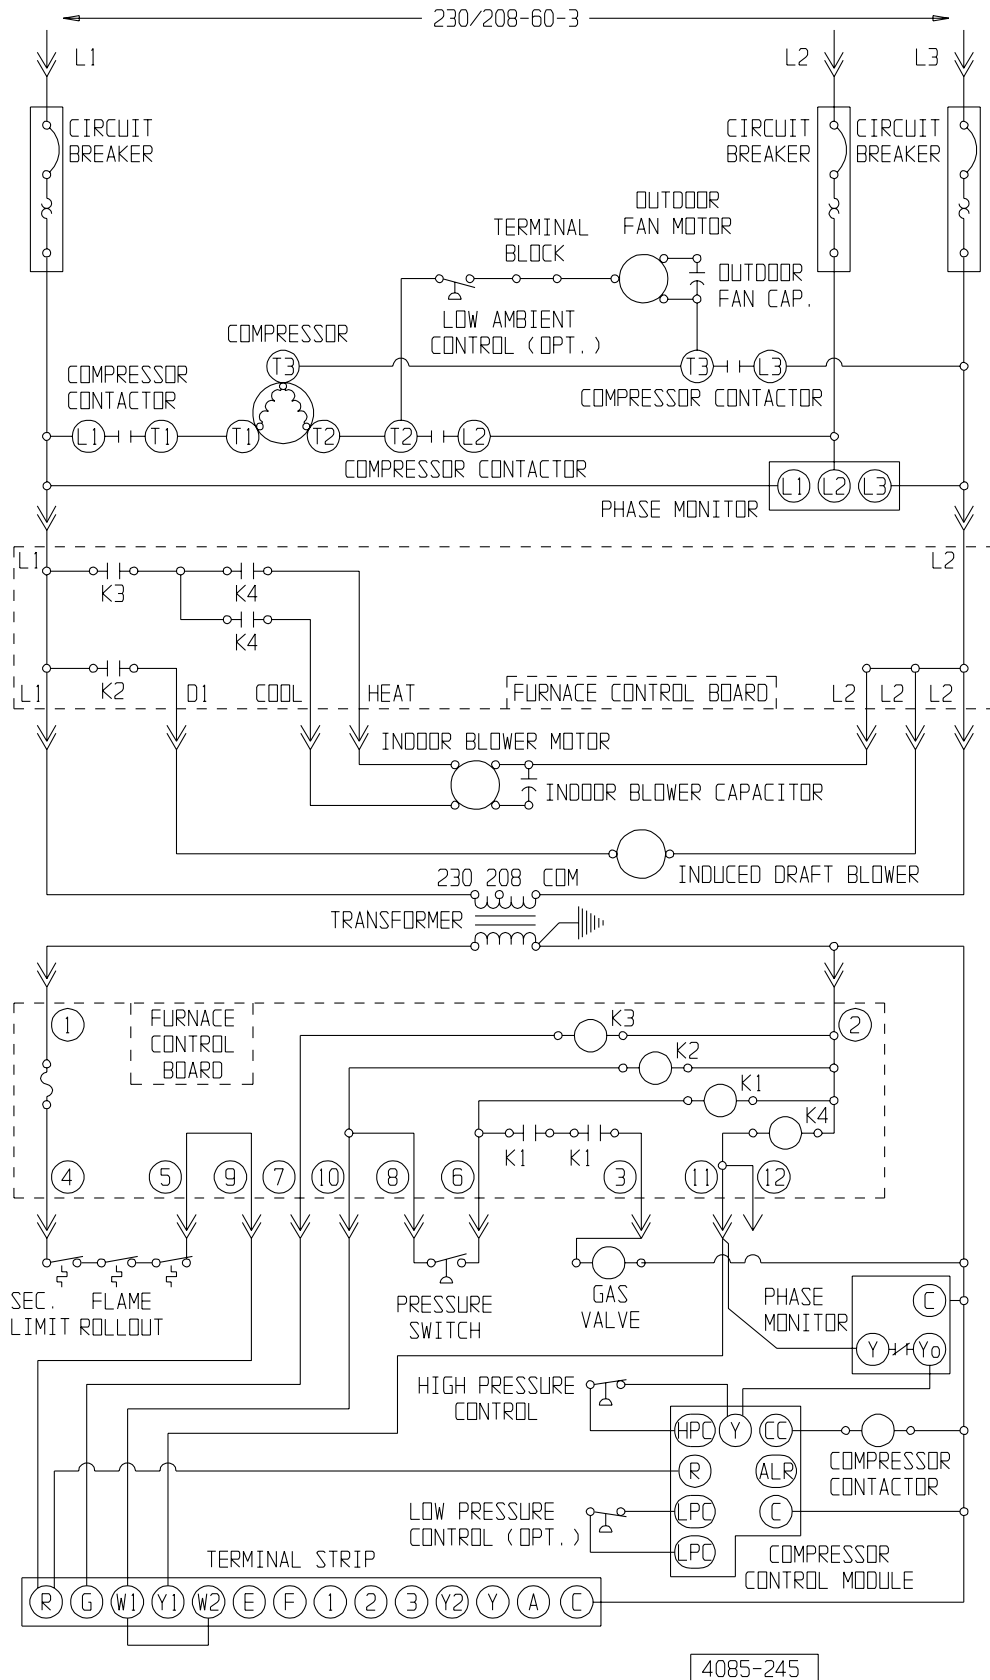 230/208-60-3
L1
L2
L3
CIRCUIT
BREAKER
CIRCUIT
BREAKER
CIRCUIT
BREAKER
OUTDOOR
FAN MOTOR
TERMINAL
BLOCK
OUTDOOR
FAN CAP.
LOW AMBIENT
CONTROL (OPT.)
COMPRESSOR
T3
T3
L3
COMPRESSOR
CONTACTOR
COMPRESSOR CONTACTOR
L1
T1
T1
T2
T2
L2
COMPRESSOR CONTACTOR
L1
L2
L3
PHASE MONITOR
L1
L2
K3
K4
K4
L1
K2
D1
COOL
HEAT
FURNACE CONTROL BOARD
L2
L2
L2
INDOOR BLOWER MOTOR
INDOOR BLOWER CAPACITOR
INDUCED DRAFT BLOWER
230 208 COM
TRANSFORMER
1
FURNACE
CONTROL
BOARD
K3
2
K2
K1
K4
K1
K1
4
5
9
7
10
8
6
3
11
12
SEC.
LIMIT
FLAME
ROLLOUT
PRESSURE
SWITCH
GAS
VALVE
PHASE
MONITOR
C
Y
Yo
HIGH PRESSURE
CONTROL
HPC
Y
CC
COMPRESSOR
CONTACTOR
R
ALR
LOW PRESSURE
CONTROL (OPT.)
LPC
C
LPC
COMPRESSOR
CONTROL MODULE
TERMINAL STRIP
R G W1 Y1 W2 E F 1 2 3 Y2 Y A C
4085-245